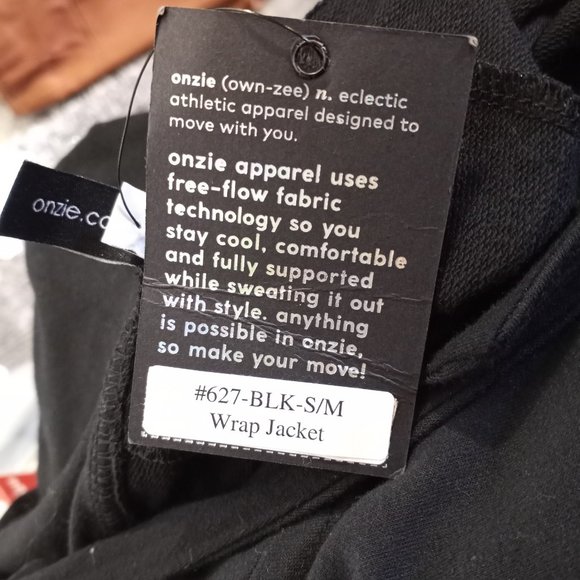 onzie (own-zee) n. eclectic
athletic apparel designed to
move with you.
onzie apparel uses
free-flow fabric
technology so you
stay cool, comfortable
and fully supported
while sweating it out
with style. anything
is possible in onzie,
so make your move!
#627-BLK-S/M
Wrap Jacket
onzie.co